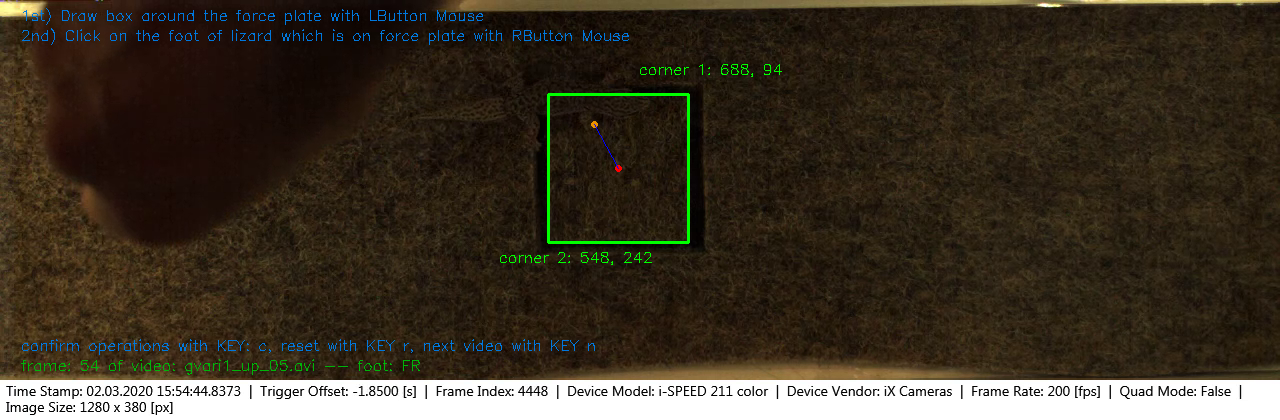 1st) Draw box around the force plate with LButton Mouse
2nd) Click on the foot of lizard which is on force plate with RButton Mouse
corner 1: 688, 94
corner 2: 548, 242
confirm operations with KEY: c, reset with KEY r, next video with KEY n
frame: 54 of video: gvari1_up_05.avi -- foot: FR
Time Stamp: 02.03.2020 15:54:44.8373 | Trigger Offset: -1.8500 [s] | Frame Index: 4448 | Device Model: i-SPEED 211 color | Device Vendor: iX Cameras | Frame Rate: 200 [fps] | Quad Mode: False |
Image Size: 1280 x 380 [px]